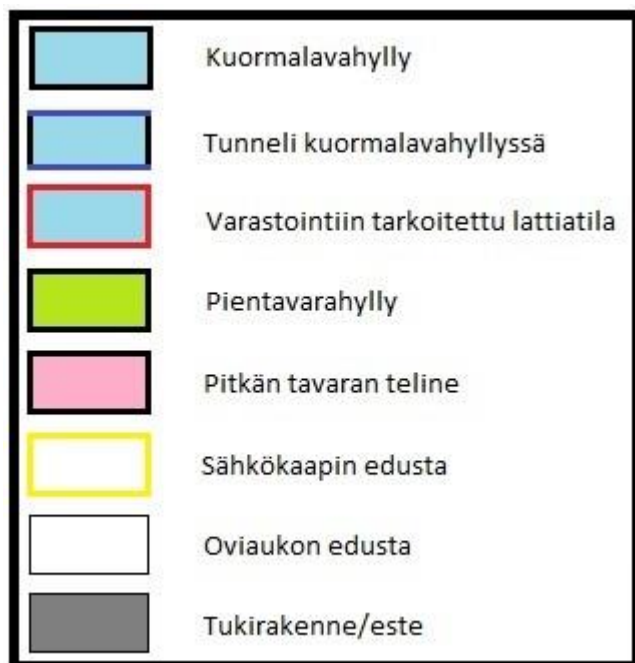 Kuormalavahylly
Tunneli kuormalavahyllyssä
Varastointiin tarkoitettu lattiatila
Pientavarahylly
Pitkän tavaran teline
Sähkökaapin edusta
Oviaukon edusta
Tukirakenne/este